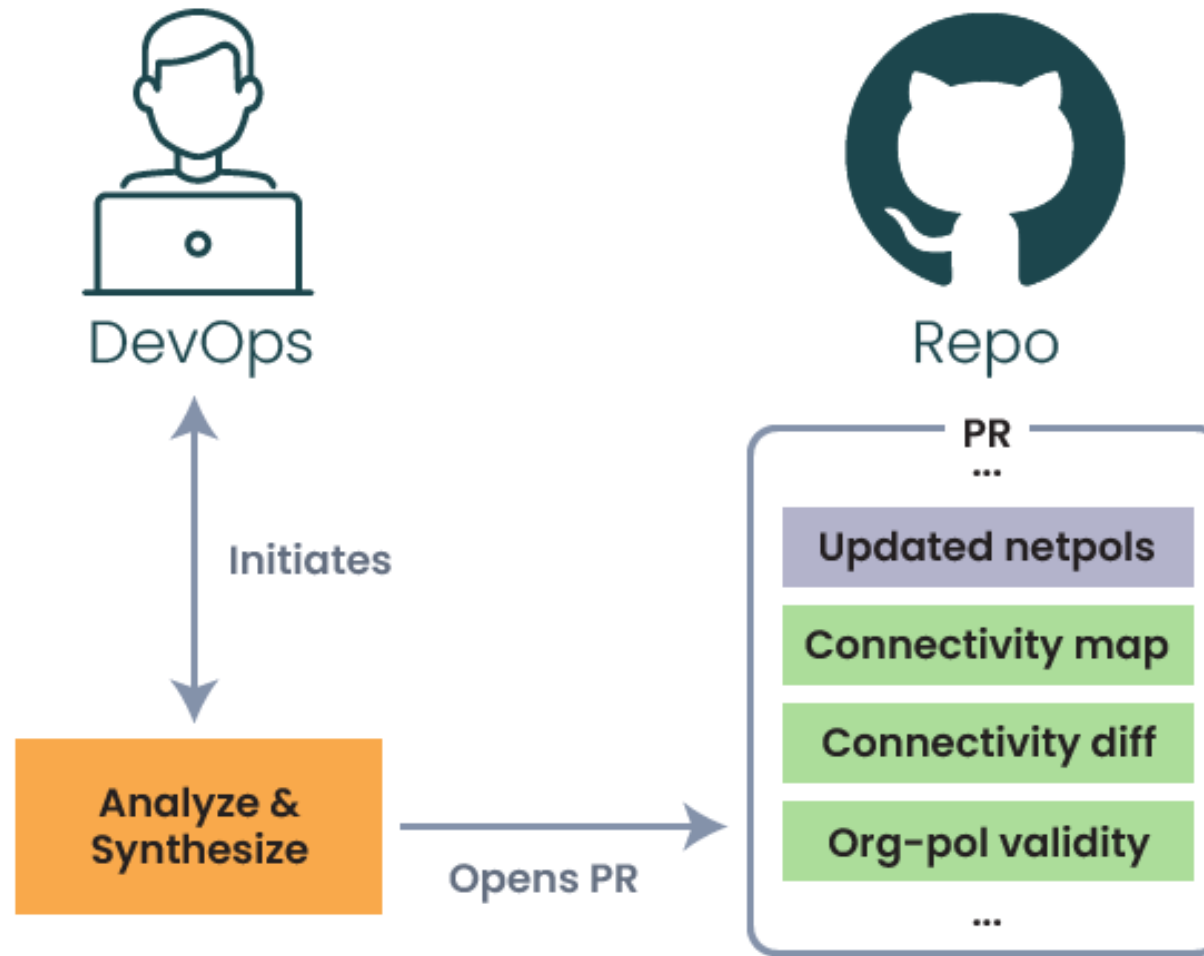 DevOps
Repo
Initiates
Analyze &
Synthesize
Opens PR
PR
...
Updated netpols
Connectivity map
Connectivity diff
Org-pol validity
...